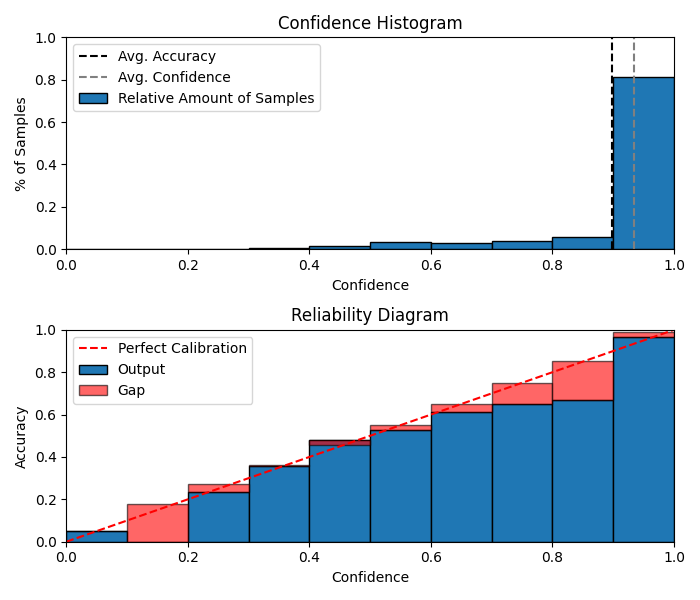 Confidence Histogram
1.0
0.8
0.6
0.4
0.2
0.0
% of Samples
Avg. Accuracy
Avg. Confidence
Relative Amount of Samples
0.0 0.2 0.4 0.6 0.8 1.0
Confidence
Reliability Diagram
1.0
0.8
0.6
0.4
0.2
0.0
Accuracy
Perfect Calibration
Output
Gap
0.0 0.2 0.4 0.6 0.8 1.0
Confidence